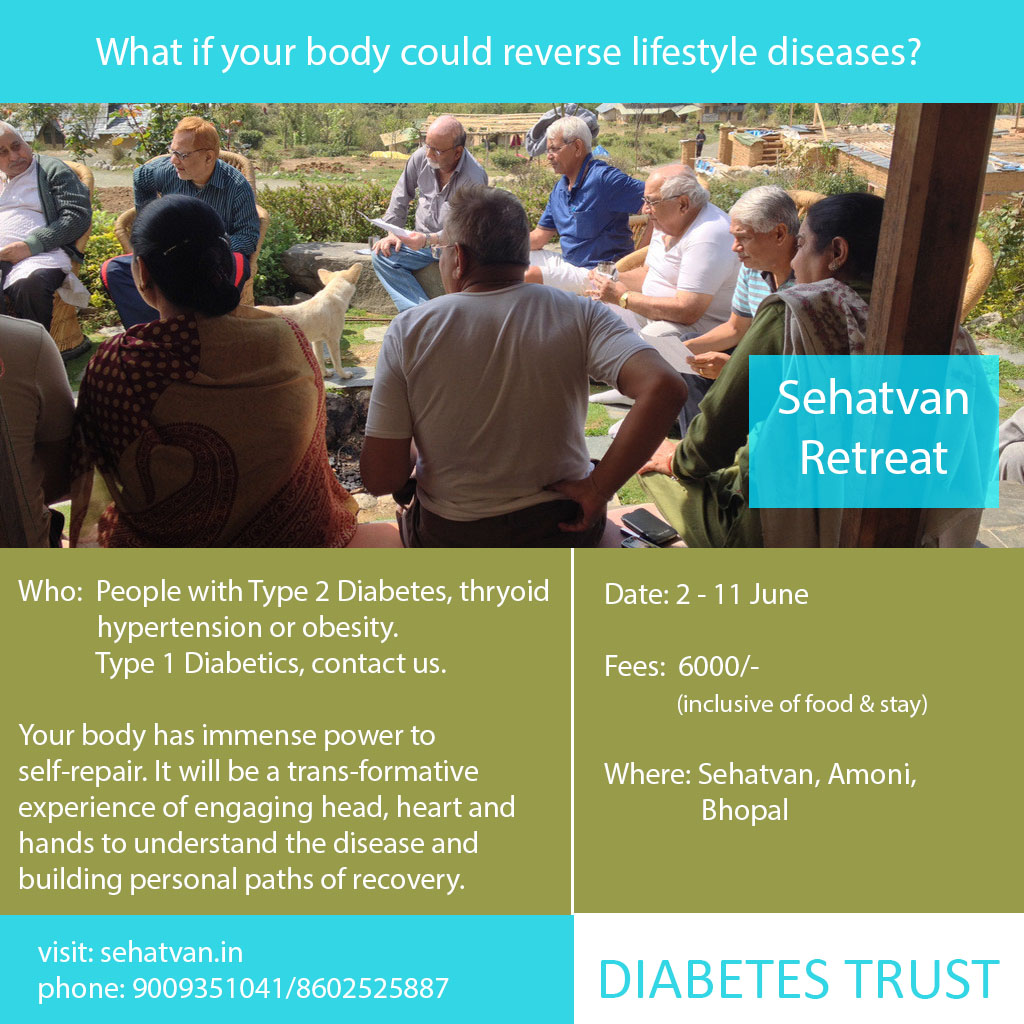 What if your body could reverse lifestyle diseases?
Sehatvan
Retreat
Who: People with Type 2 Diabetes, thryoid
hypertension or obesity.
Type 1 Diabetics, contact us.
Your body has immense power to
self-repair. It will be a trans-formative
experience of engaging head, heart and
hands to understand the disease and
building personal paths of recovery.
Date: 2 - 11 June
Fees: 6000/-
(inclusive of food & stay)
Where: Sehatvan, Amoni,
Bhopal
visit: sehatvan.in
phone: 9009351041/8602525887
DIABETES TRUST